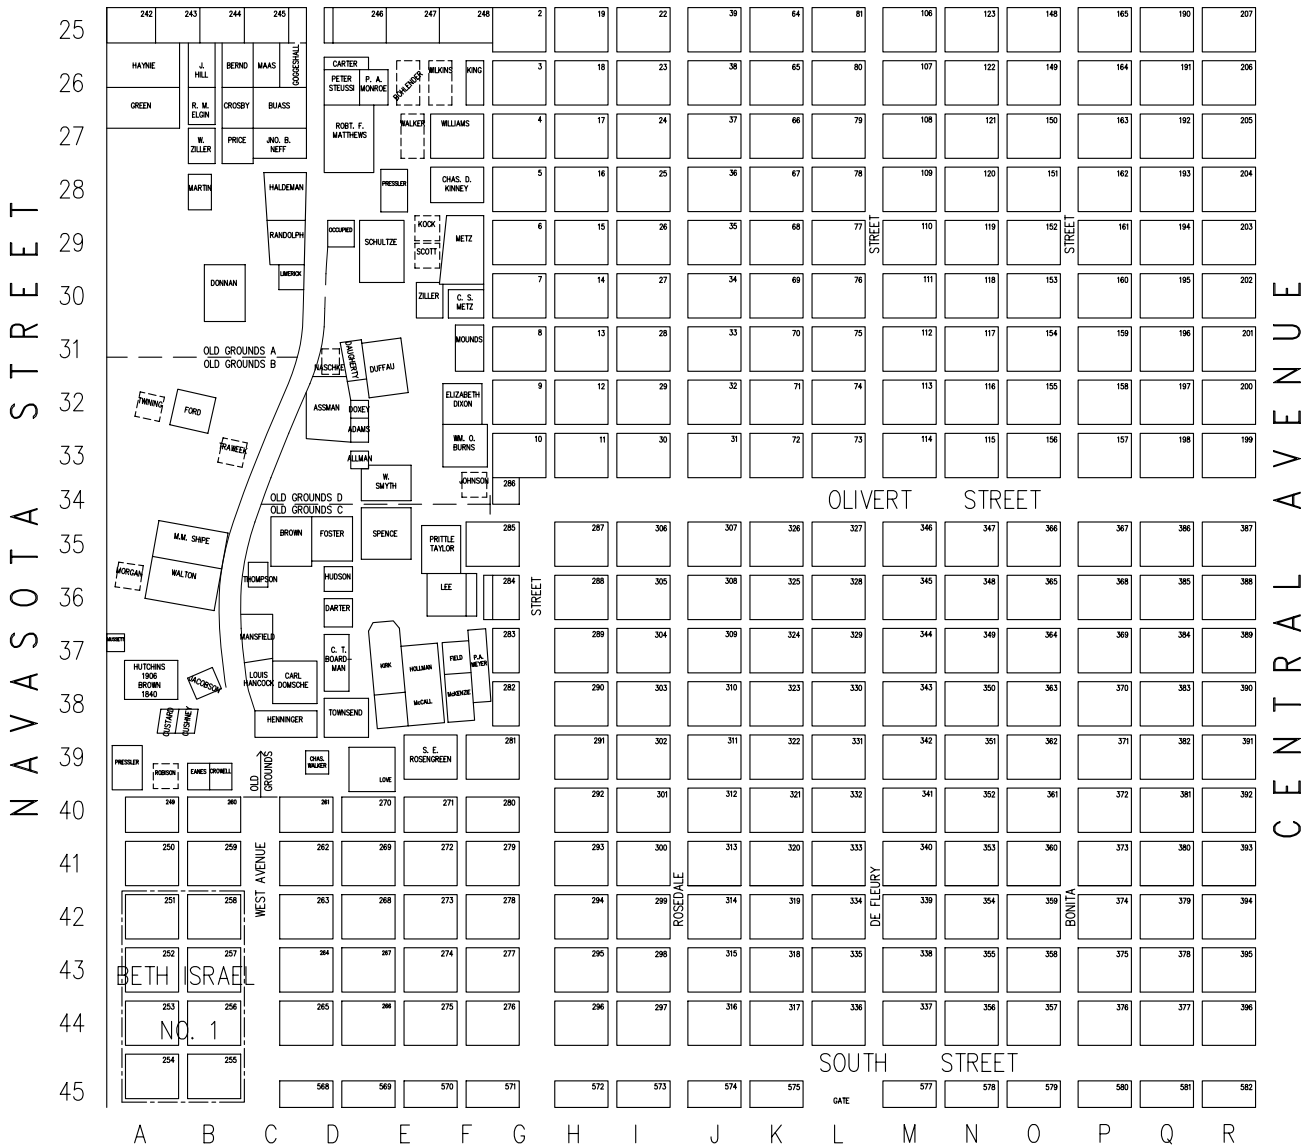 25 242 243 244 245 246 247 248 2 19 22 39 64 81 106 123 148 165 190 207
26 HAYNIE J. HILL BERND MAAS GOGGESHALL CARTER PETER STEUSSI P. A. MONROE BOHLENDER WILKINS KING 3 18 23 38 65 80 107 122 149 164 191 206
GREEN R. M. ELGIN CROSBY BUASS
27 W. ZILLER PRICE JNO. B. NEFF ROBT. F. MATTHEWS WALKER WILLIAMS 4 17 24 37 66 79 108 121 150 163 192 205
28 MARTIN HALDEMAN PRESSLER CHAS. D. KINNEY 5 16 25 36 67 78 109 120 151 162 193 204
29 RANDOLPH OCCUPIED SCHULTZE KOCK SCOTT METZ 6 15 26 35 68 77 STREET 110 119 152 STREET 161 194 203
30 DONNAN LIMERICK ZILLER C. S. METZ 7 14 27 34 69 76 111 118 153 160 195 202
31 OLD GROUNDS A
OLD GROUNDS B
NASCHKE DAUGHERTY DUFFAU MOUNDS 8 13 28 33 70 75 112 117 154 159 196 201
32 TWINING FORD ASSMAN DOXEY ADAMS ELIZABETH DIXON 9 12 29 32 71 74 113 116 155 158 197 200
33 TRAWEEK ALLMAN WM. O. BURNS 10 11 30 31 72 73 114 115 156 157 198 199
34 W. SMYTH JOHNSON 286 OLIVERT STREET
OLD GROUNDS D
OLD GROUNDS C
35 M.M. SHIPE BROWN FOSTER SPENCE PRITTLE TAYLOR 285 287 306 307 326 327 346 347 366 367 386 387
36 MORGAN WALTON THOMPSON HUDSON LEE 284 STREET 288 305 308 325 328 345 348 365 368 385 388
DARTER
37 MUSSETT MANSFIELD C. T. BOARD-MAN KIRK HOLLMAN FIELD P.A. MEYER 283 289 304 309 324 329 344 349 364 369 384 389
HUTCHINS
1906
BROWN
1840
38 JACOBSON LOUIS HANCOCK CARL DOMSCHE McCALL McKENZIE 282 290 303 310 323 330 343 350 363 370 383 390
CUSTARD CUSHNEY HENNINGER TOWNSEND
39 PRESSLER ROBISON EANES CROWELL OLD GROUNDS CHAS. WALKER LOVE S. E. ROSENGREEN 281 291 302 311 322 331 342 351 362 371 382 391
40 249 260 261 270 271 280 292 301 312 321 332 341 352 361 372 381 392
41 250 259 WEST AVENUE 262 269 272 279 293 300 313 320 333 340 353 360 373 380 393
42 251 258 263 268 273 278 294 299 ROSEDALE 314 319 334 DE FLEURY 339 354 359 BONITA 374 379 394
43 252 257 264 267 274 277 295 298 315 318 335 338 355 358 375 378 395
BETH ISRAEL
44 253 256 265 266 275 276 296 297 316 317 336 337 356 357 376 377 396
NO. 1
254 255 SOUTH STREET
45 568 569 570 571 572 573 574 575 GATE 577 578 579 580 581 582
A B C D E F G H I J K L M N O P Q R
NAVASOTA STREET
CENTRAL AVENUE